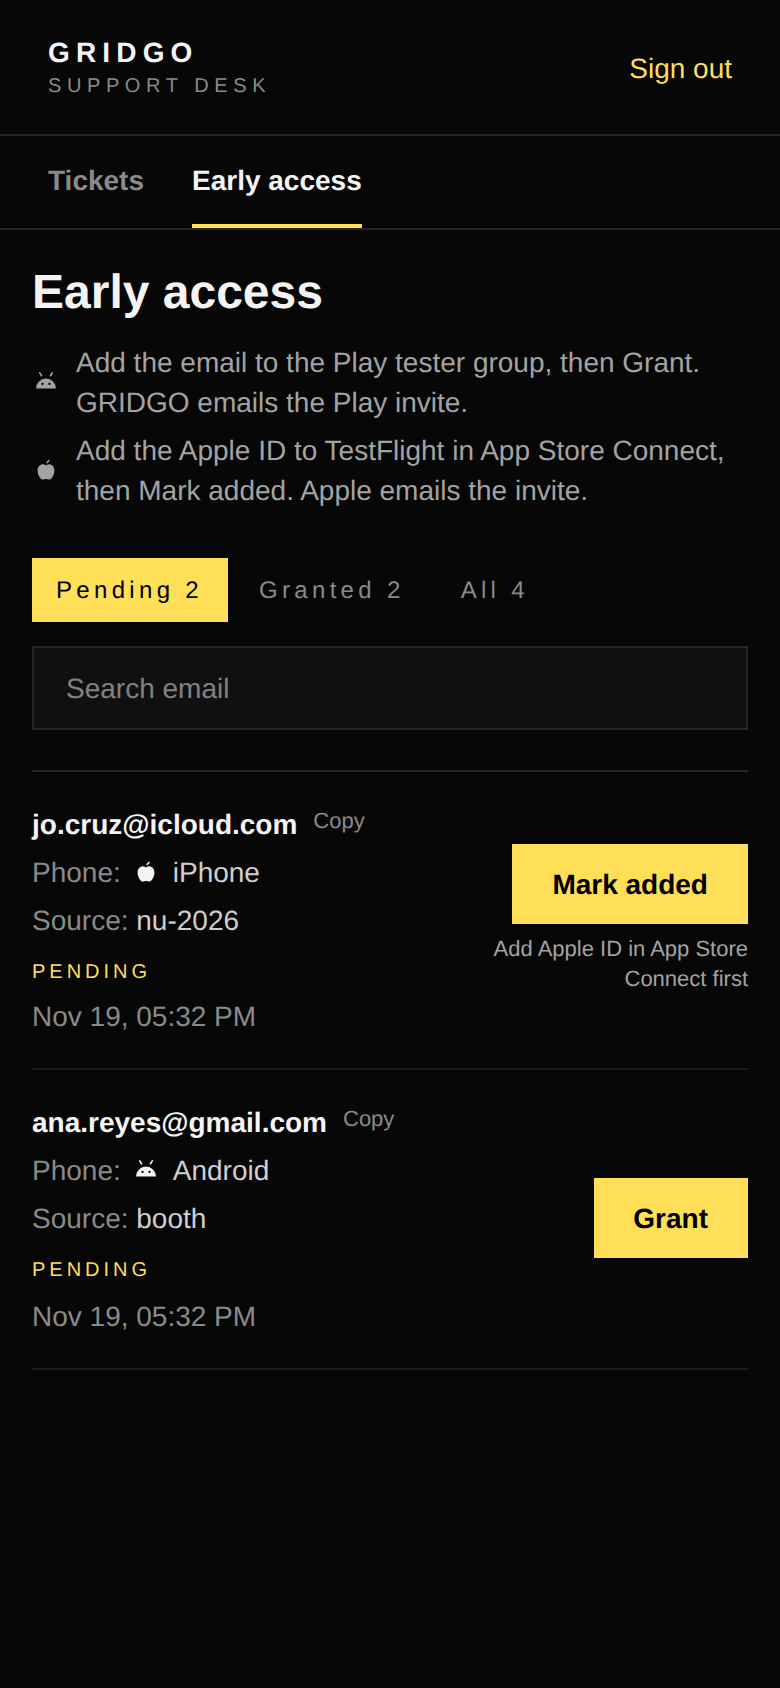 GRIDGO
SUPPORT DESK
Sign out
Tickets
Early access
Early access
Add the email to the Play tester group, then Grant.
GRIDGO emails the Play invite.
Add the Apple ID to TestFlight in App Store Connect,
then Mark added. Apple emails the invite.
Pending 2
Granted 2
All 4
Search email
jo.cruz@icloud.com Copy
Phone: iPhone
Source: nu-2026
PENDING
Nov 19, 05:32 PM
Mark added
Add Apple ID in App Store
Connect first
ana.reyes@gmail.com Copy
Phone: Android
Source: booth
PENDING
Nov 19, 05:32 PM
Grant